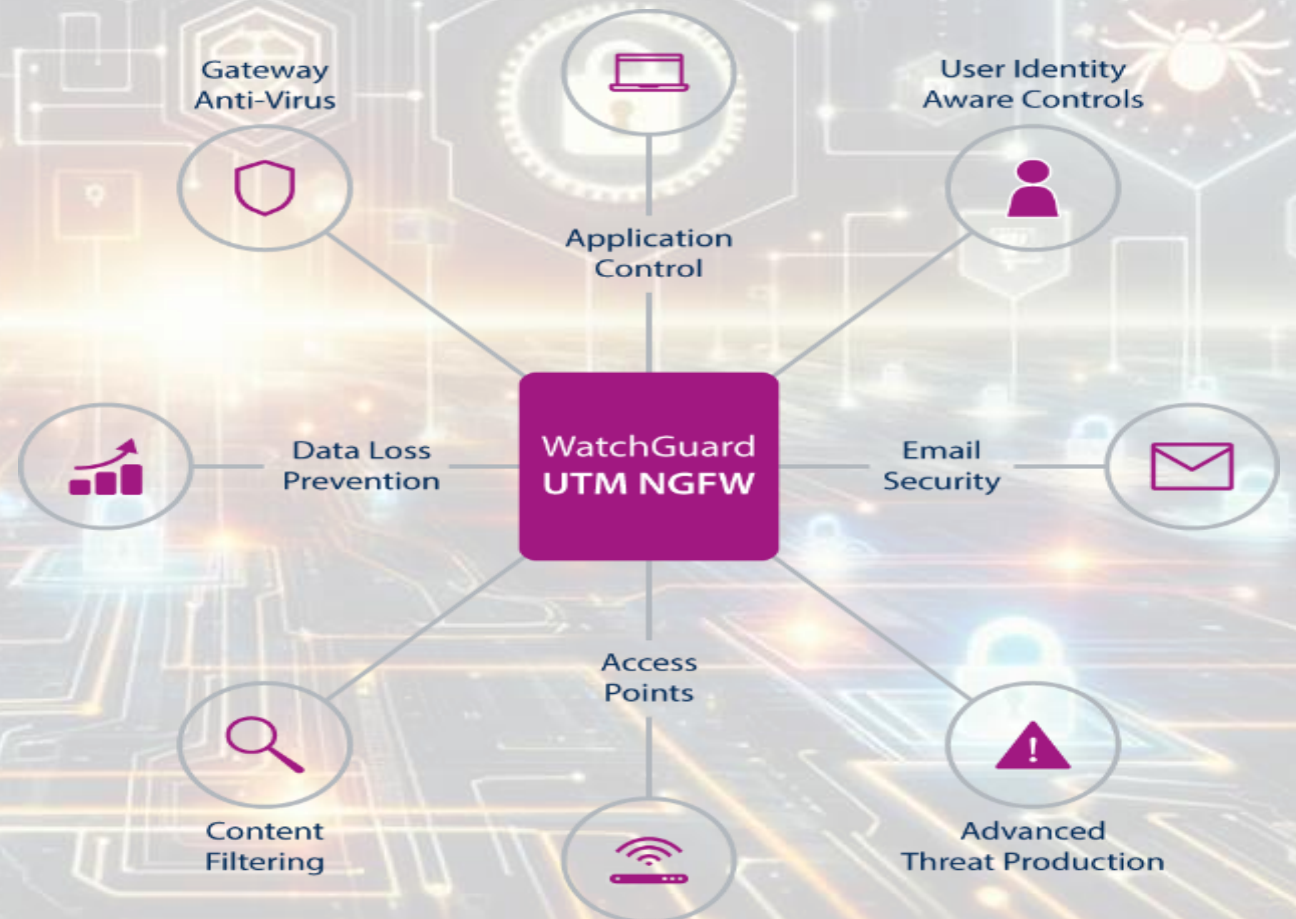 Gateway
Anti-Virus
User Identity
Aware Controls
Application
Control
Data Loss
Prevention
WatchGuard
UTM NGFW
Email
Security
Access
Points
Content
Filtering
Advanced
Threat Production